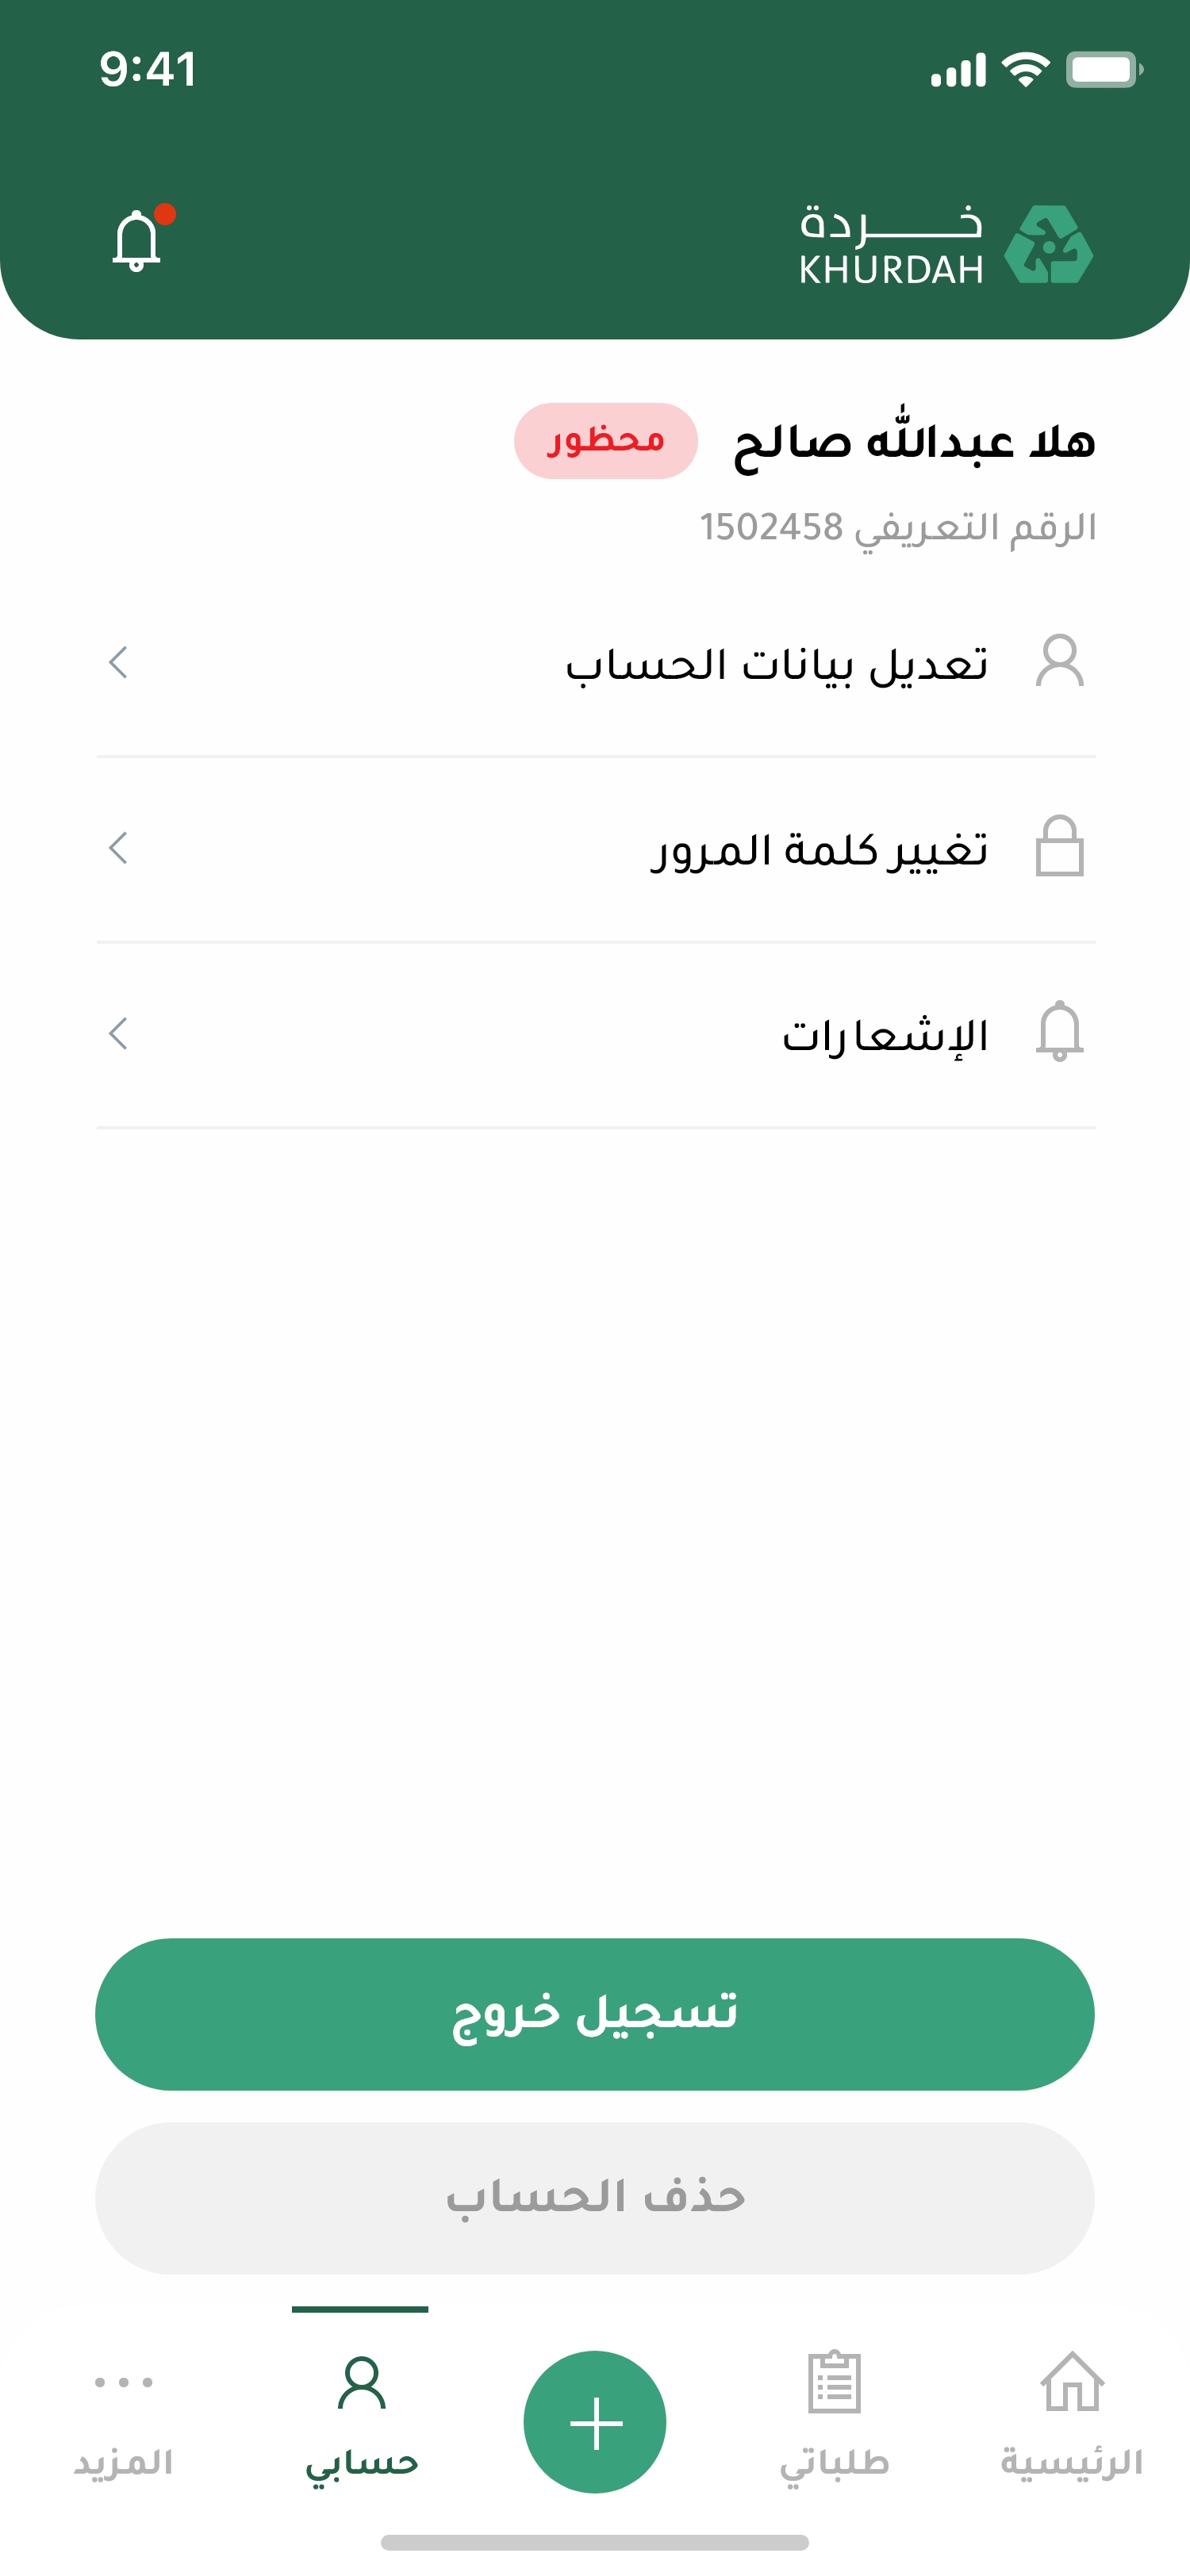 9:41
خردة
KHURDAH
هلا عبدالله صالح محظور
الرقم التعريفي 1502458
تعديل بيانات الحساب
تغيير كلمة المرور
الإشعارات
تسجيل خروج
حذف الحساب
الرئيسية طلباتي حسابي المزيد